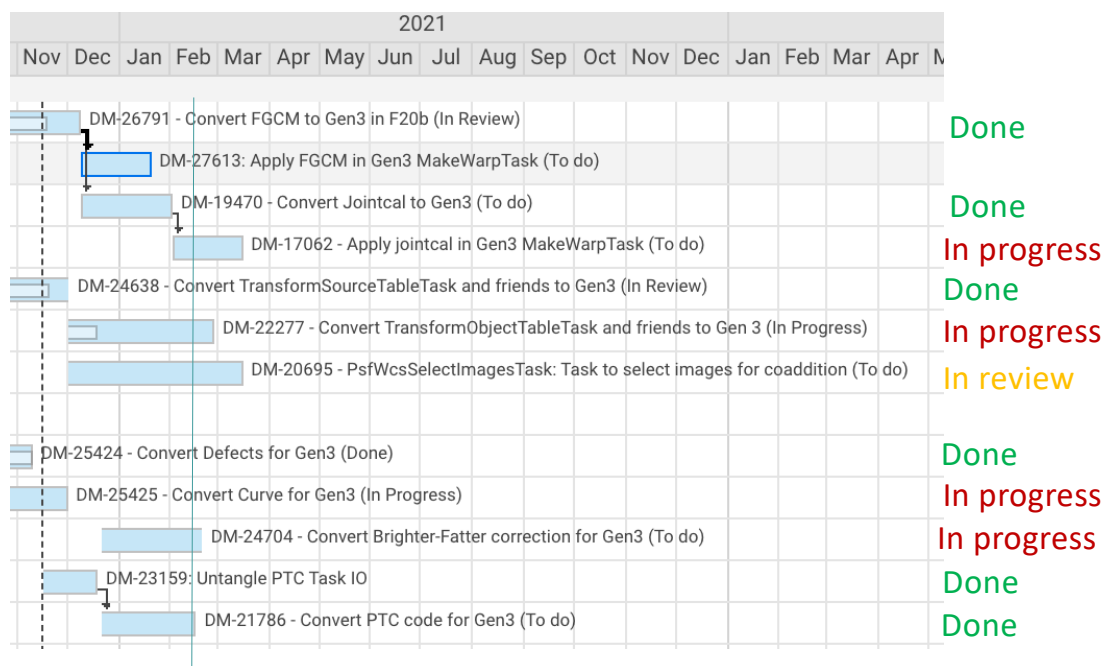 2021
Nov Dec Jan Feb Mar Apr May Jun Jul Aug Sep Oct Nov Dec Jan Feb Mar Apr
DM-26791 - Convert FGCM to Gen3 in F20b (In Review) Done
DM-27613: Apply FGCM in Gen3 MakeWarpTask (To do)
DM-19470 - Convert Jointcal to Gen3 (To do) Done
DM-17062 - Apply jointcal in Gen3 MakeWarpTask (To do) In progress
DM-24638 - Convert TransformSourceTableTask and friends to Gen3 (In Review) Done
DM-22277 - Convert TransformObjectTableTask and friends to Gen 3 (In Progress) In progress
DM-20695 - PsfWcsSelectImagesTask: Task to select images for coaddition (To do) In review
DM-25424 - Convert Defects for Gen3 (Done) Done
DM-25425 - Convert Curve for Gen3 (In Progress) In progress
DM-24704 - Convert Brighter-Fatter correction for Gen3 (To do) In progress
DM-23159: Untangle PTC Task IO Done
DM-21786 - Convert PTC code for Gen3 (To do) Done